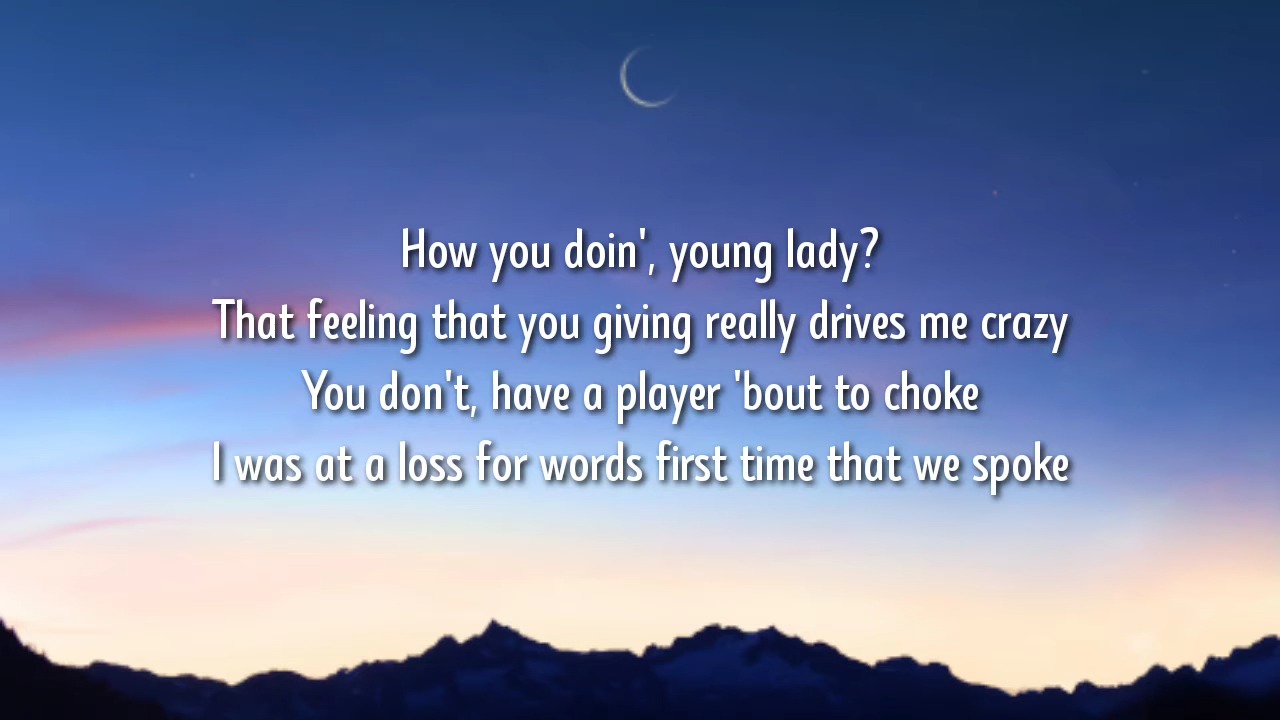 How you doin', young lady?
That feeling that you giving really drives me crazy
You don't, have a player 'bout to choke
I was at a loss for words first time that we spoke